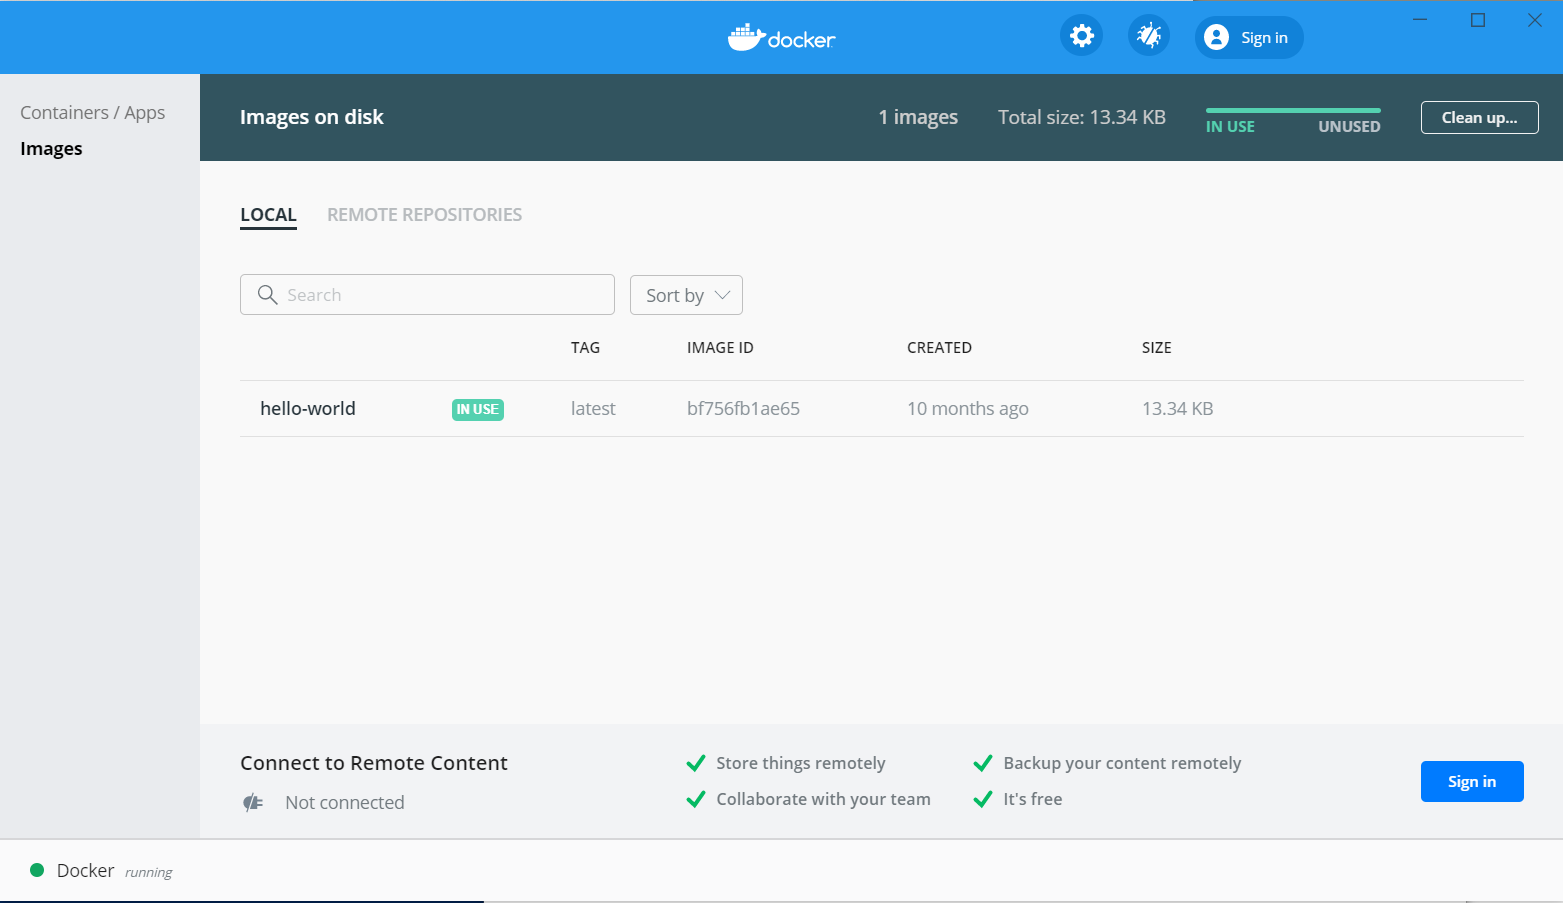 docker
Sign in
Containers / Apps
Images
Images on disk
1 images
Total size: 13.34 KB
IN USE
UNUSED
Clean up...
LOCAL
REMOTE REPOSITORIES
Search
Sort by
TAG IMAGE ID CREATED SIZE
hello-world IN USE latest bf756fb1ae65 10 months ago 13.34 KB
Connect to Remote Content
Not connected
Store things remotely
Collaborate with your team
Backup your content remotely
It's free
Sign in
Docker running